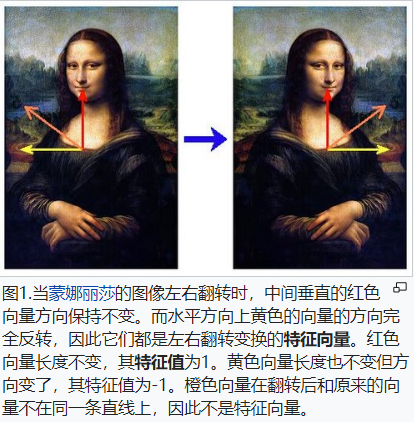 图1.当蒙娜丽莎的图像左右翻转时，中间垂直的红色
向量方向保持不变。而水平方向上黄色的向量的方向完
全反转，因此它们都是左右翻转变换的特征向量。红色
向量长度不变，其特征值为1。黄色向量长度也不变但方
向变了，其特征值为-1。橙色向量在翻转后和原来的向
量不在同一条直线上，因此不是特征向量。